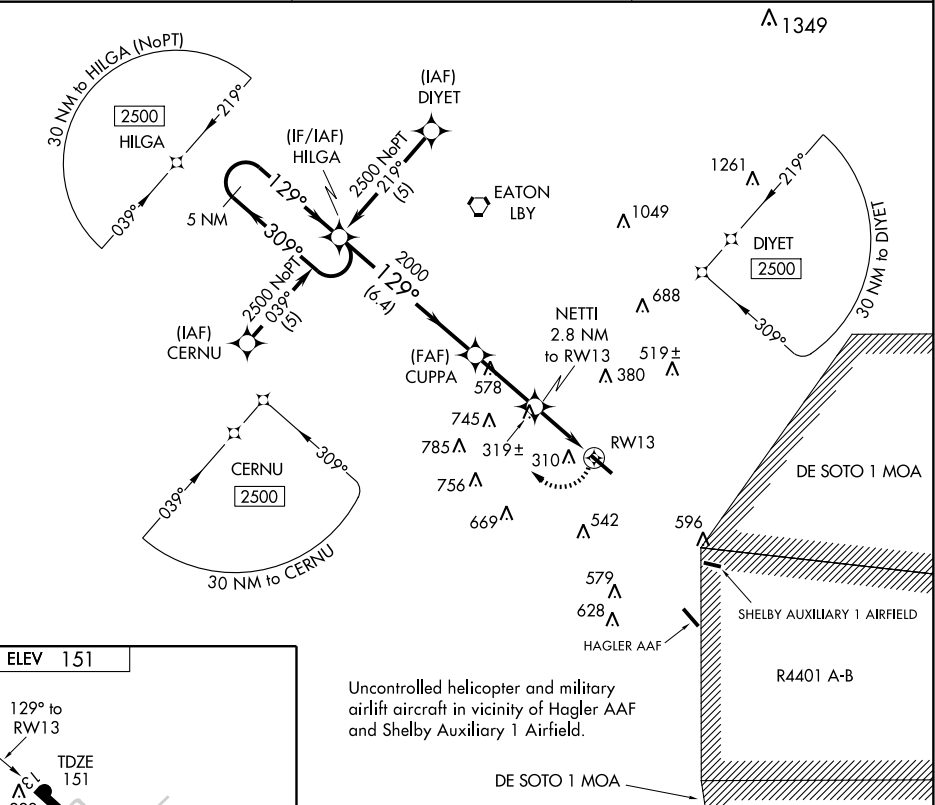 1349
30 NM to HILGA (NoPT)
2500
HILGA
219°
039°
(IAF)
DIYET
(IF/IAF)
HILGA
2500 NoPT
219°
(5)
129°
5 NM
309°
EATON
LBY
1261
1049
219°
DIYET
2500
30 NM to DIYET
309°
2500 NoPT
039°
(5)
(IAF)
CERNU
2000
129°
(6.4)
688
NETTI
2.8 NM
to RW13
(FAF)
CUPPA
578
380
519±
745
785
319±
310
RW13
756
669
542
596
579
628
DE SOTO 1 MOA
CERNU
2500
039°
309°
30 NM to CERNU
SHELBY AUXILIARY 1 AIRFIELD
HAGLER AAF
R4401 A-B
Uncontrolled helicopter and military
airlift aircraft in vicinity of Hagler AAF
and Shelby Auxiliary 1 Airfield.
DE SOTO 1 MOA
ELEV 151
129° to
RW13
TDZE
151
13